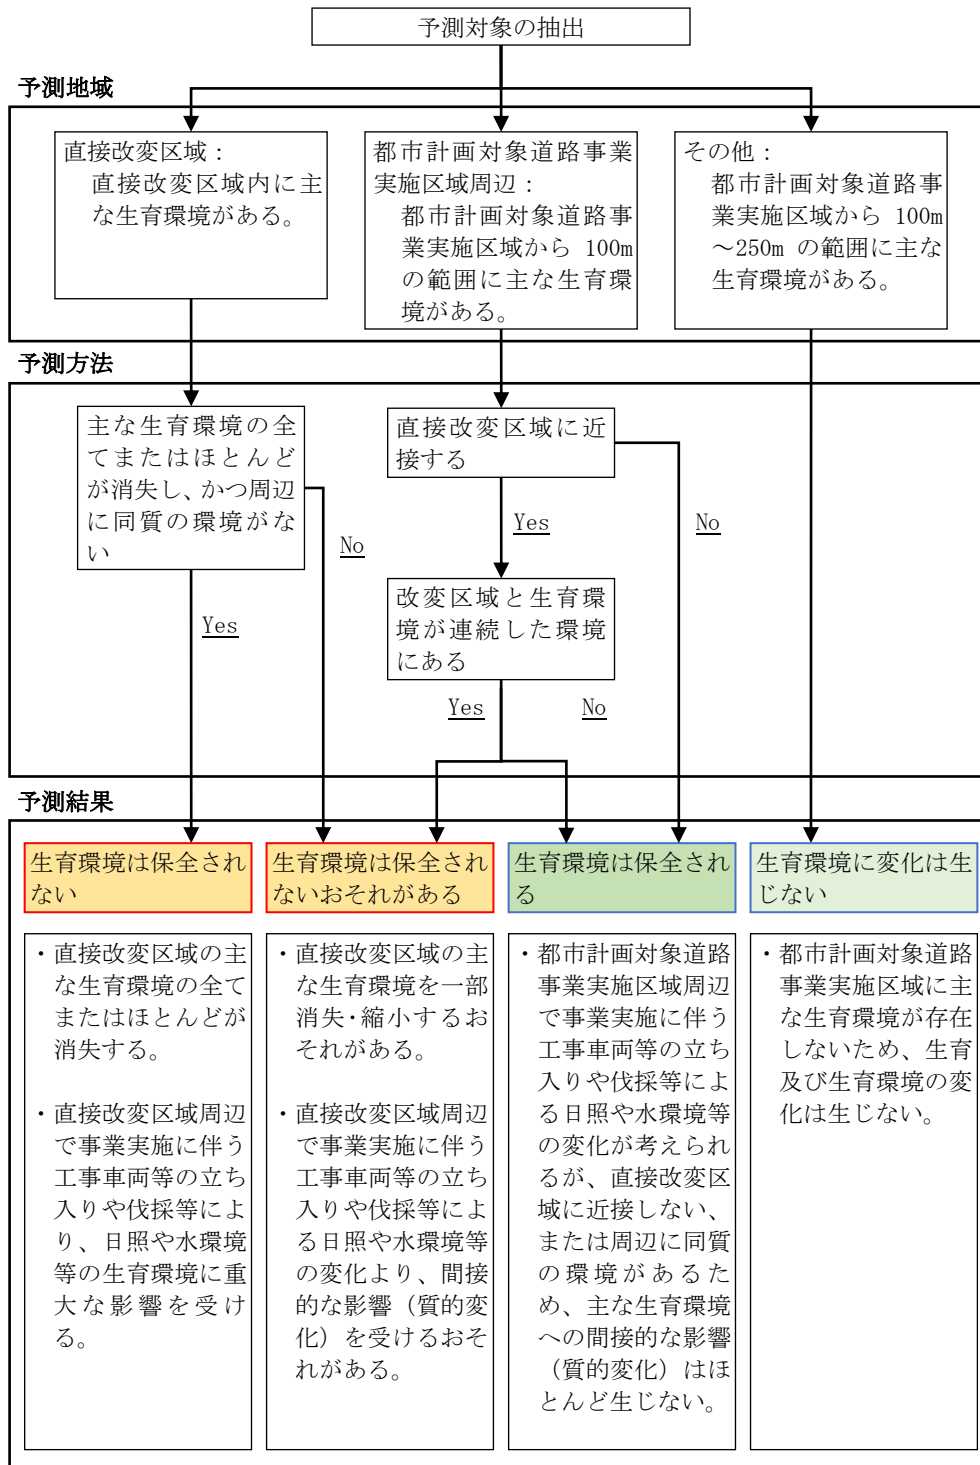 予測対象の抽出
予測地域
直接改変区域：
直接改変区域内に主
な生育環境がある。
都市計画対象道路事業
実施区域周辺：
都市計画対象道路事
業実施区域から 100m
の範囲に主な生育環
境がある。
その他：
都市計画対象道路事
業実施区域から 100m
～250m の範囲に主な
生育環境がある。
予測方法
主な生育環境の全
てまたはほとんど
が消失し、かつ周辺
に同質の環境がな
い
No
Yes
直接改変区域に近
接する
Yes
No
改変区域と生育環
境が連続した環境
にある
Yes
No
予測結果
生育環境は保全され
ない
生育環境は保全され
ないおそれがある
生育環境は保全され
る
生育環境に変化は生
じない
・直接改変区域の主
な生育環境の全て
またはほとんどが
消失する。
・直接改変区域周辺
で事業実施に伴う
工事車両等の立ち
入りや伐採等によ
り、日照や水環境
等の生育環境に重
大な影響を受け
る。
・直接改変区域の主
な生育環境を一部
消失・縮小するお
それがある。
・直接改変区域周辺
で事業実施に伴う
工事車両等の立ち
入りや伐採等によ
る日照や水環境等
の変化より、間接
的な影響（質的変
化）を受けるおそ
れがある。
・都市計画対象道路
事業実施区域周辺
で事業実施に伴う
工事車両等の立ち
入りや伐採等によ
る日照や水環境等
の変化が考えられ
るが、直接改変区
域に近接しない、
または周辺に同質
の環境があるた
め、主な生育環境
への間接的な影響
（質的変化）はほ
とんど生じない。
・都市計画対象道路
事業実施区域に主
な生育環境が存在
しないため、生育
及び生育環境の変
化は生じない。